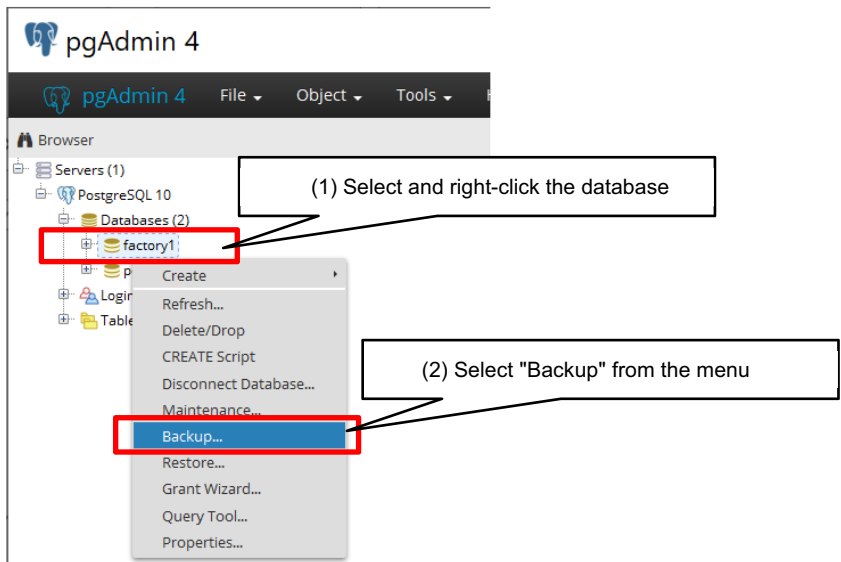 pgAdmin 4
pgAdmin 4 File Object Tools
Browser
Servers (1)
(1) Select and right-click the database
PostgreSQL 10
Databases (2)
factory1
p
Create
Login
Refresh...
Table
Delete/Drop
CREATE Script
(2) Select "Backup" from the menu
Disconnect Database...
Maintenance...
Backup...
Restore...
Grant Wizard...
Query Tool...
Properties...